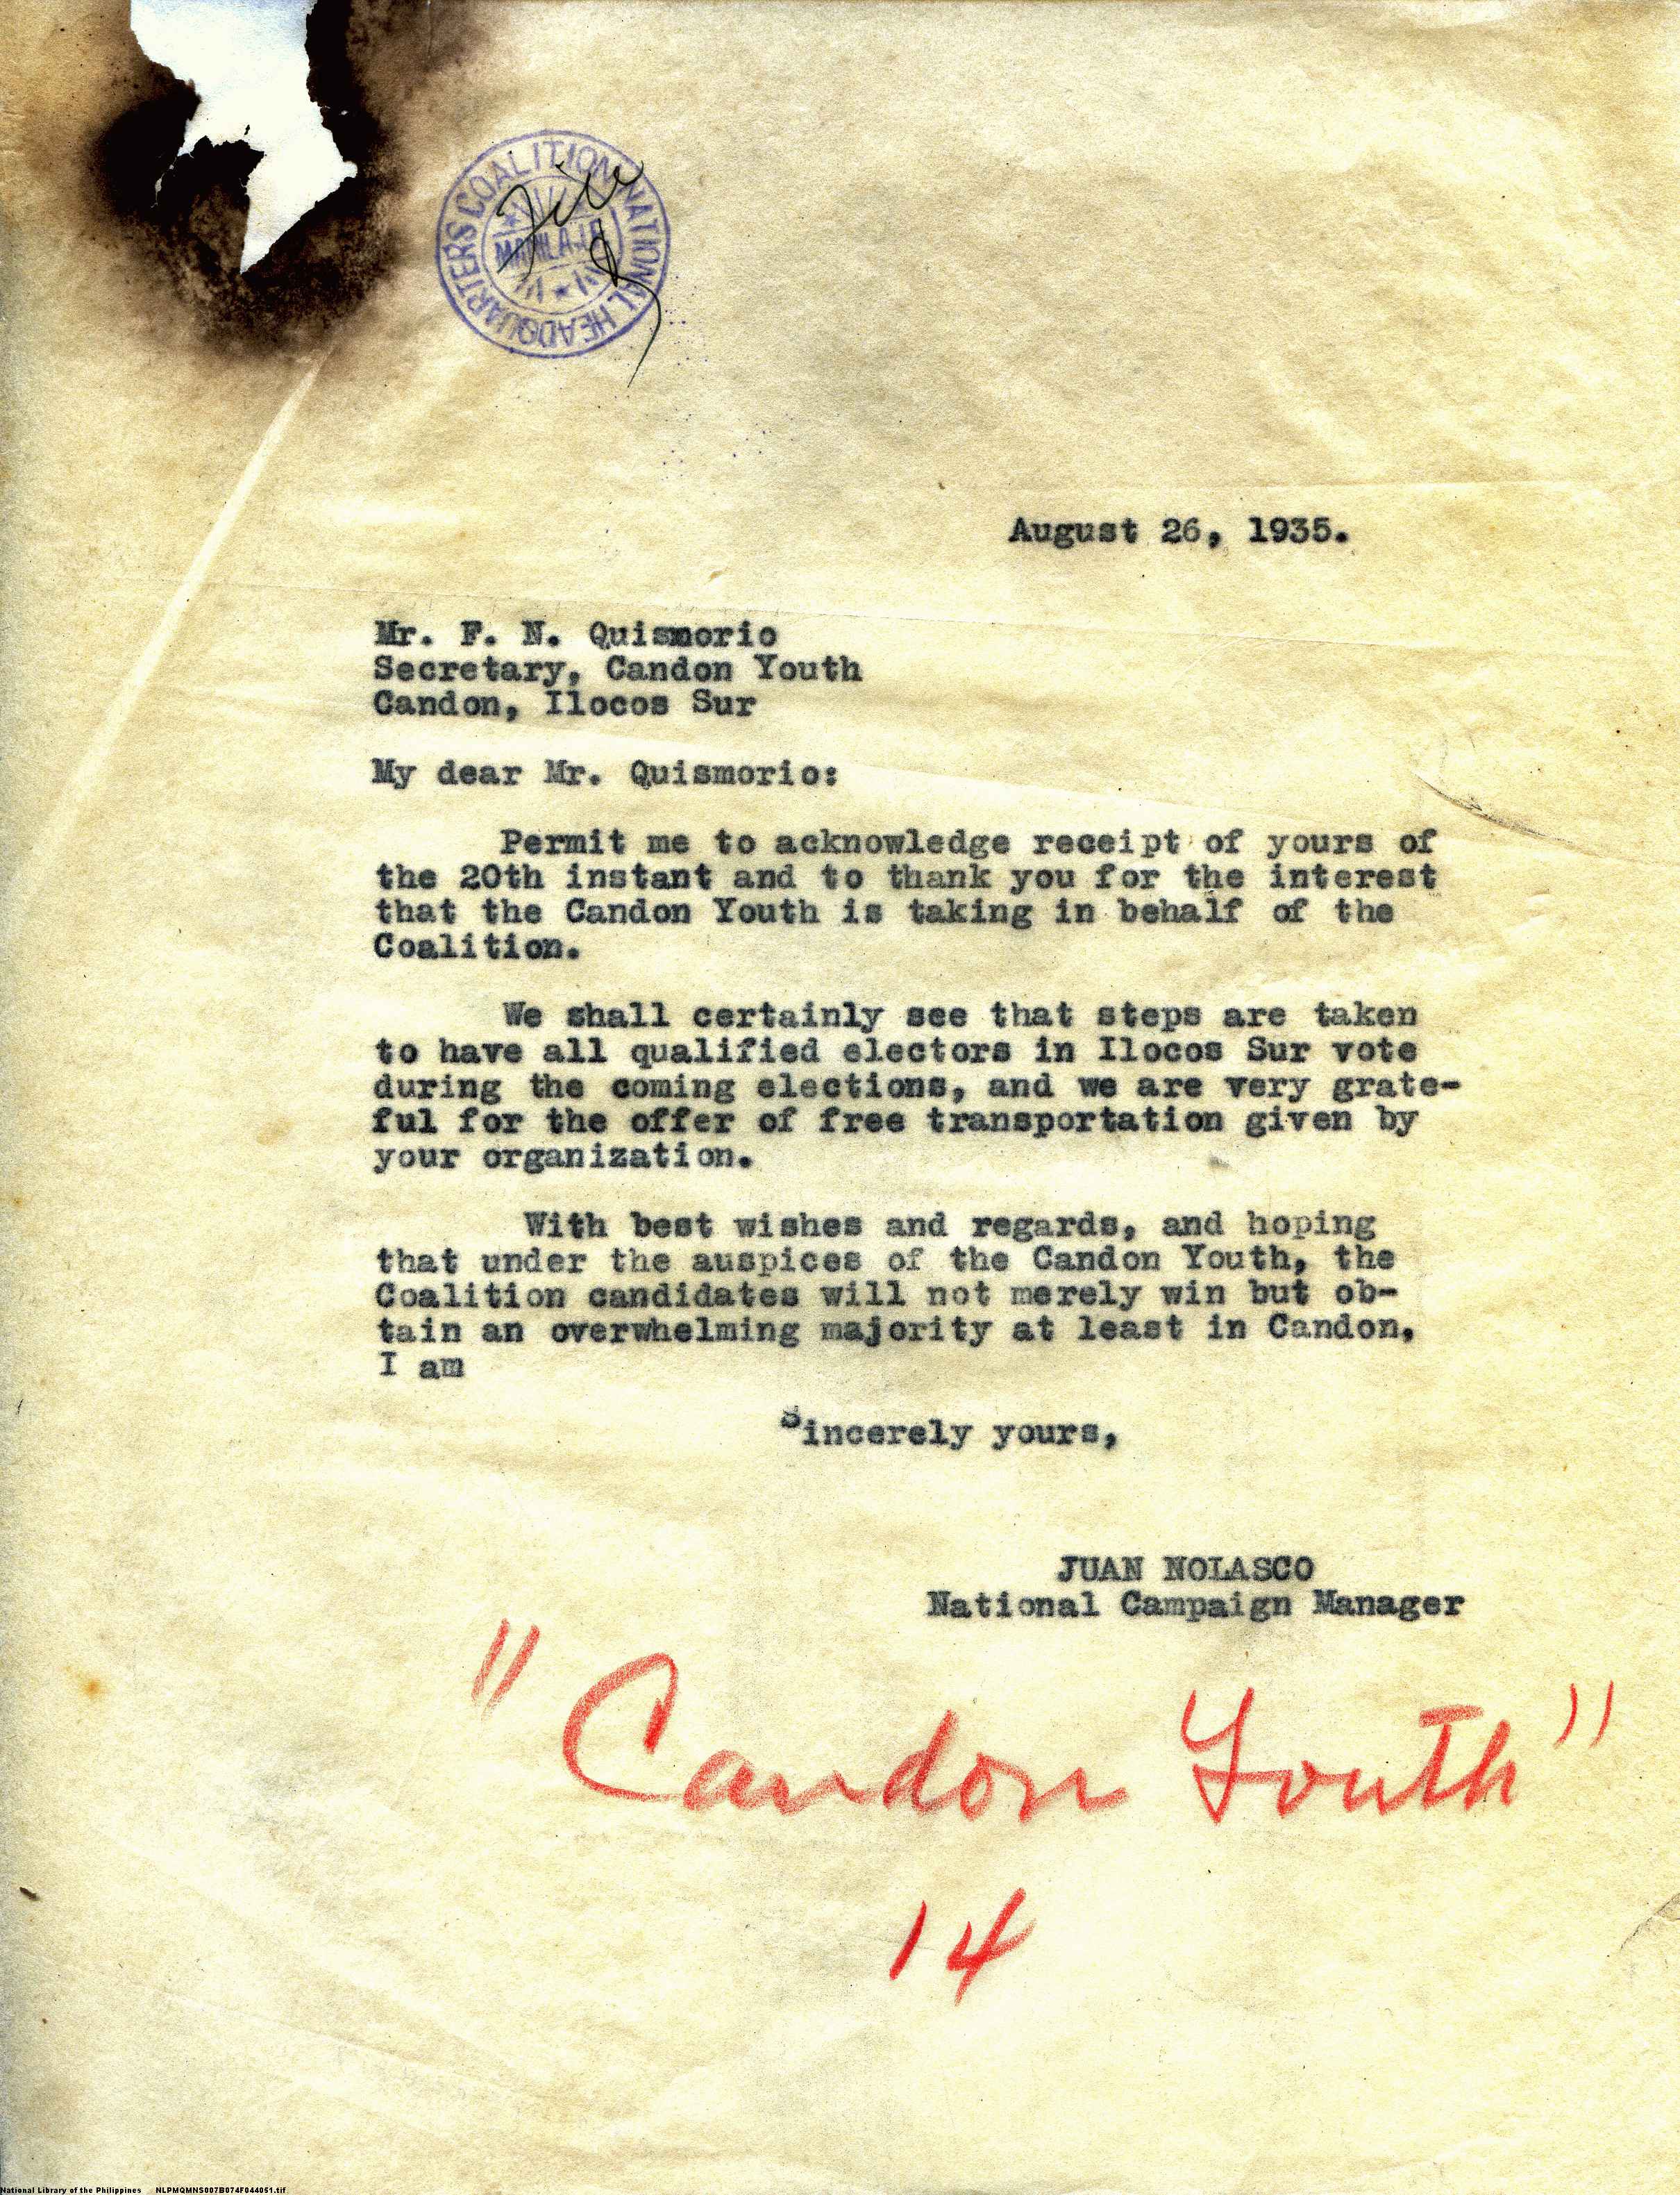 COALITION NATIONAL HEADQUARTERS
MANILA, P.I.
File
August 26, 1935.
Mr. F. N. Quismorio
Secretary, Candon Youth
Candon, Ilocos Sur
My dear Mr. Quismorio:
Permit me to acknowledge receipt of yours of
the 20th instant and to thank you for the interest
that the Candon Youth is taking in behalf of the
Coalition.
We shall certainly see that steps are taken
to have all qualified electors in Ilocos Sur vote
during the coming elections, and we are very grate-
ful for the offer of free transportation given by
your organization.
With best wishes and regards, and hoping
that under the auspices of the Candon Youth, the
Coalition candidates will not merely win but ob-
tain an overwhelming majority at least in Candon,
I am
Sincerely yours,
JUAN NOLASCO
National Campaign Manager
"Candon Youth"
14
National Library of the Philippines NLPMQMNS007B074F044051.tif